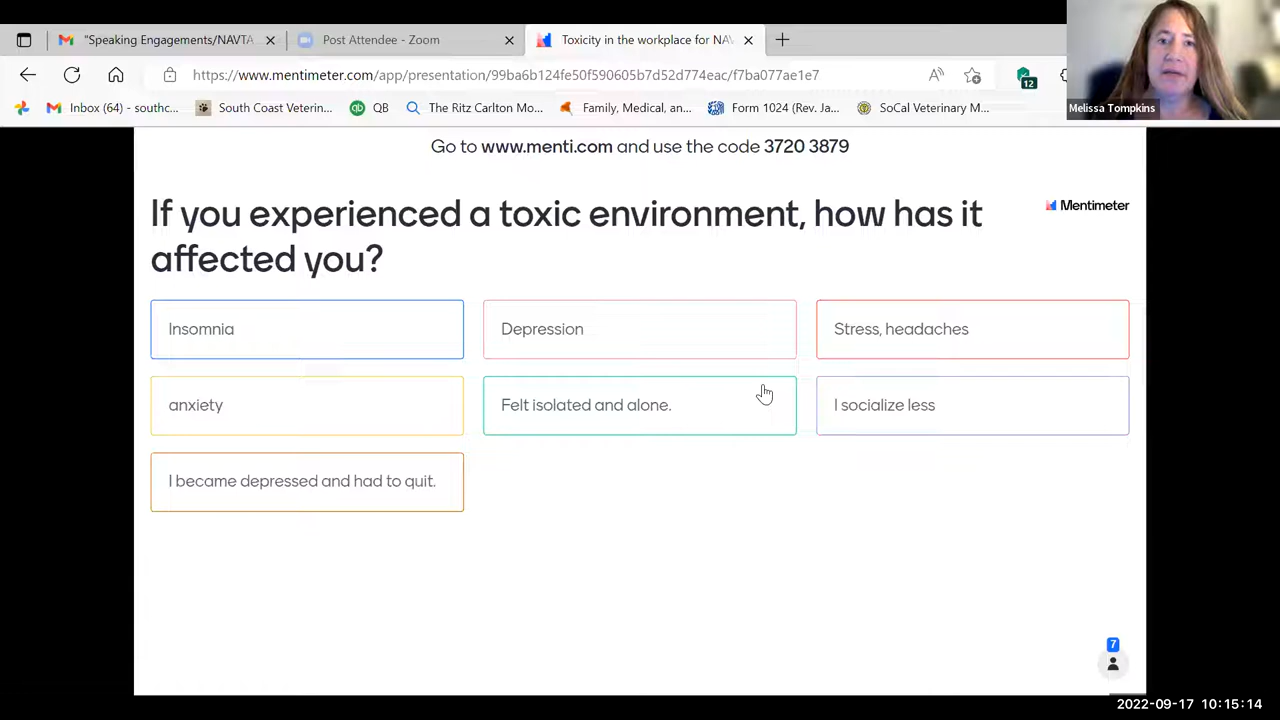 "Speaking Engagements/NAVTA
Post Attendee - Zoom
Toxicity in the workplace for NAV
https://www.mentimeter.com/app/presentation/99ba6b124fe50f590605b7d52d774eac/f7ba077ae1e7
12
Inbox (64) - southc...
South Coast Veterin...
QB
The Ritz Carlton Mo...
Family, Medical, an...
Form 1024 (Rev. Ja...
SoCal Veterinary M...
Melissa Tompkins
Go to www.menti.com and use the code 3720 3879
If you experienced a toxic environment, how has it
affected you?
Mentimeter
Insomnia
Depression
Stress, headaches
anxiety
Felt isolated and alone.
I socialize less
I became depressed and had to quit.
7
2022-09-17 10:15:14